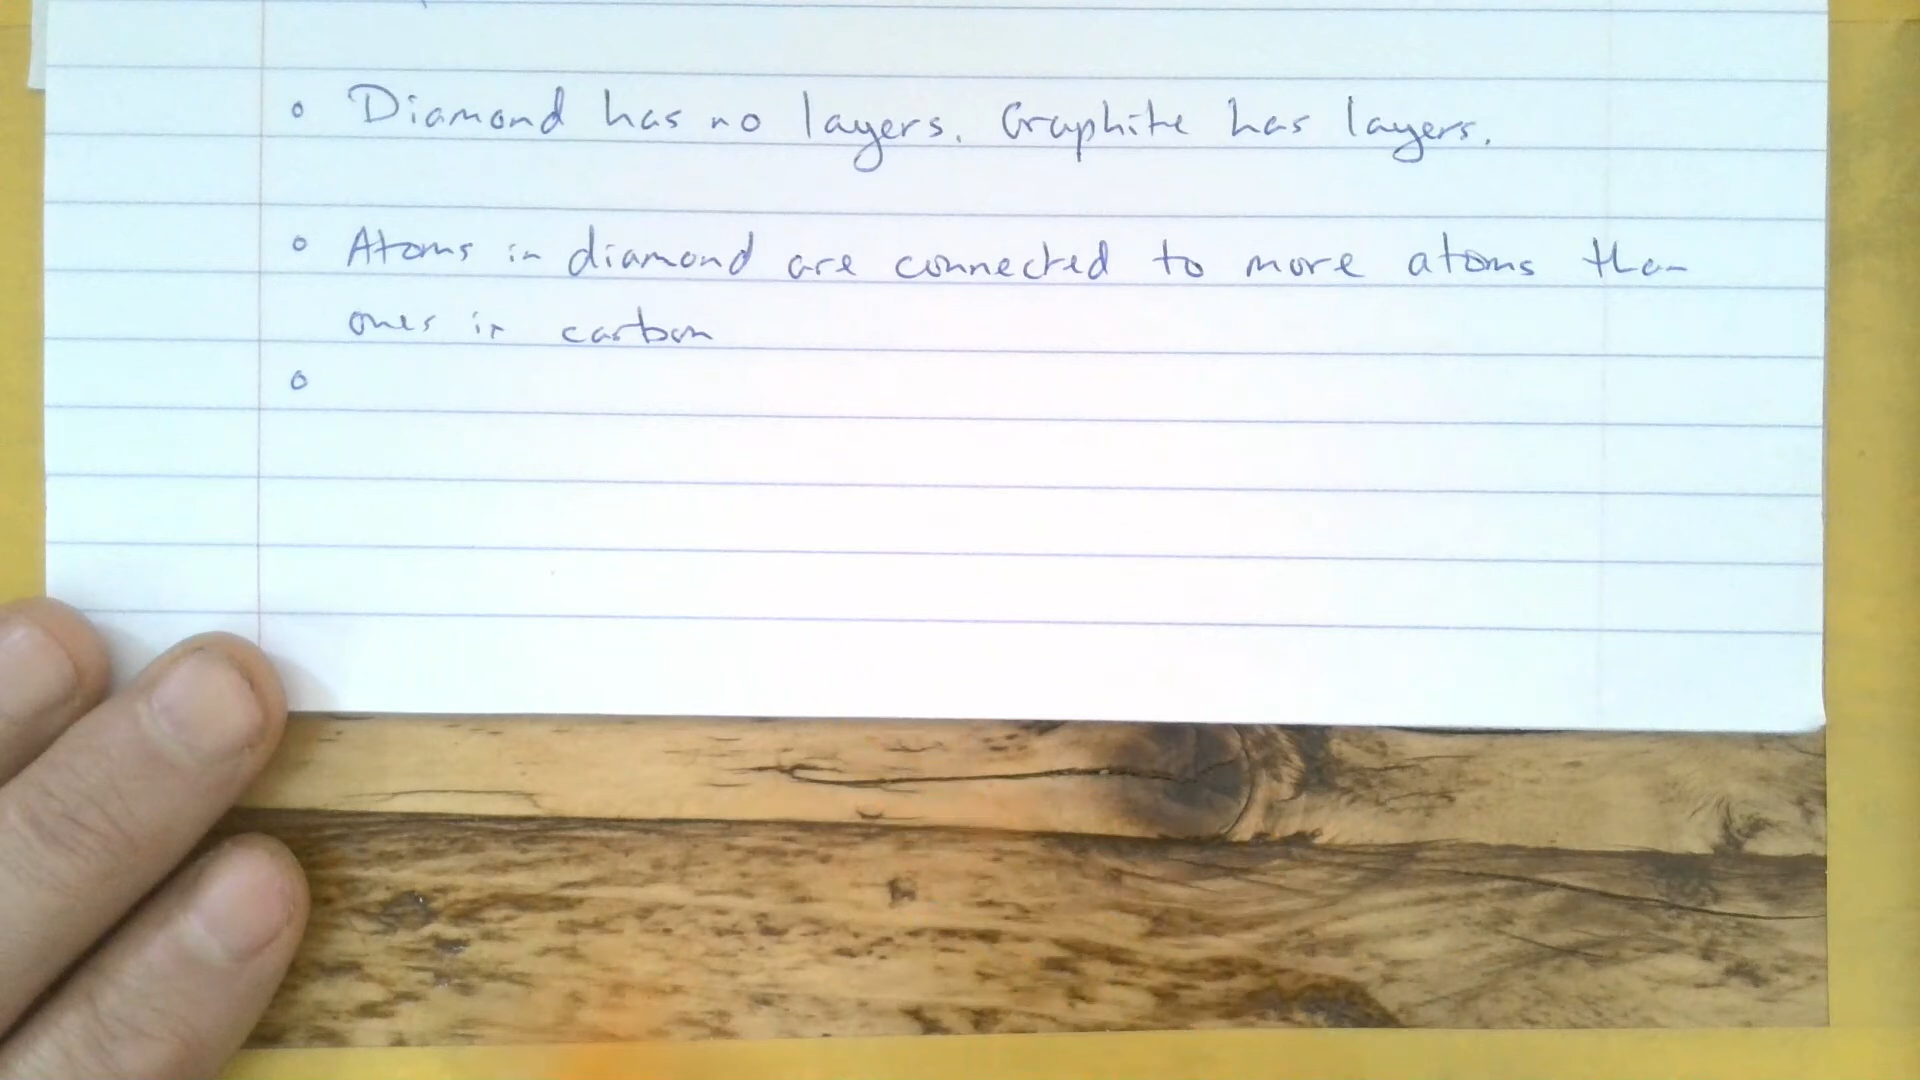 Diamond has no layers. Graphite has layers.
Atoms in diamond are connected to more atoms than
ones in carbon